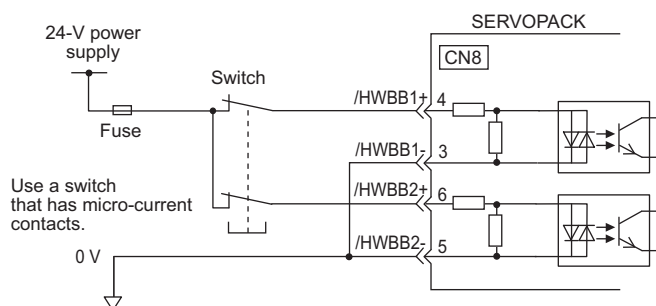 SERVOPACK
24-V power
supply
CN8
Switch
/HWBB1+
4
Fuse
/HWBB1-
3
Use a switch
that has micro-current
contacts.
/HWBB2+
6
0 V
/HWBB2-
5